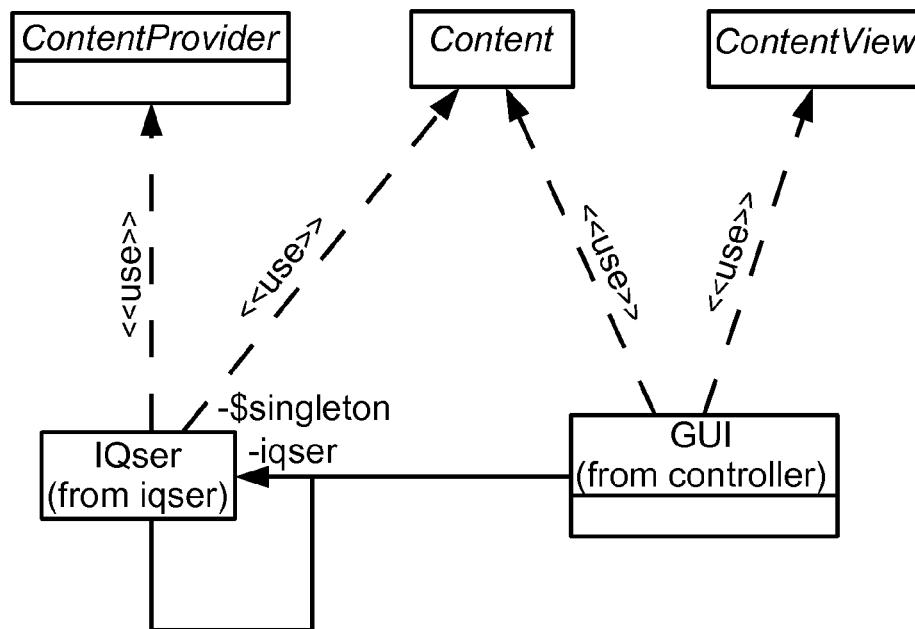 ContentProvider
Content
ContentView
<<use>>
<<use>>
<<use>>
<<use>>
-$singleton
-iqser
IQser
(from iqser)
GUI
(from controller)